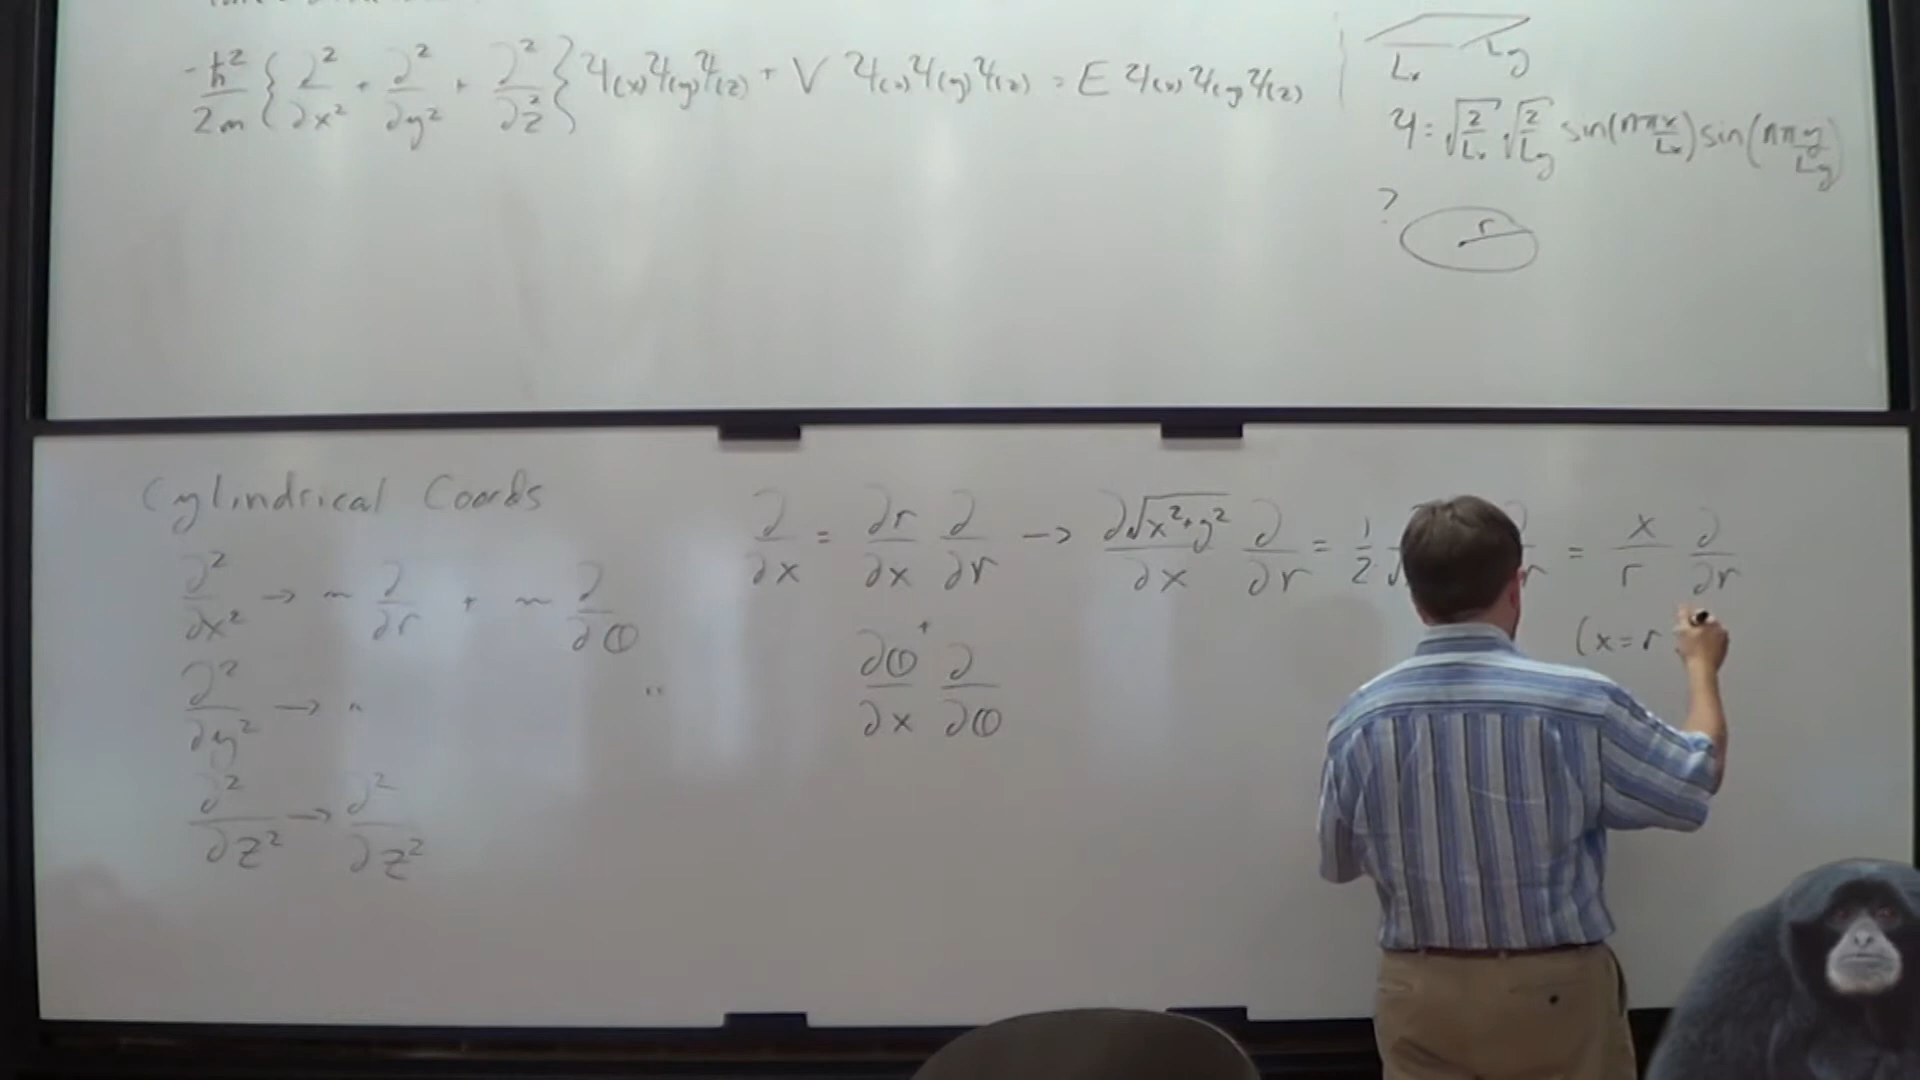 -ħ²/2m {∂²/∂x² + ∂²/∂y² + ∂²/∂z²} Ψ(x)Ψ(y)Ψ(z) + V Ψ(x)Ψ(y)Ψ(z) = E Ψ(x)Ψ(y)Ψ(z)
Lx Ly
Ψ = √(2/Lx) √(2/Ly) sin(nπx/Lx) sin(nπy/Ly)
?
r
Cylindrical Coords
∂²/∂x² → ~ ∂/∂r + ~ ∂/∂θ
∂²/∂y² → " "
∂²/∂z² → ∂²/∂z²
∂/∂x = ∂r/∂x ∂/∂r → ∂√(x²+y²)/∂x ∂/∂r = 1/2 = x/r ∂/∂r
+
∂θ/∂x ∂/∂θ
(x=r